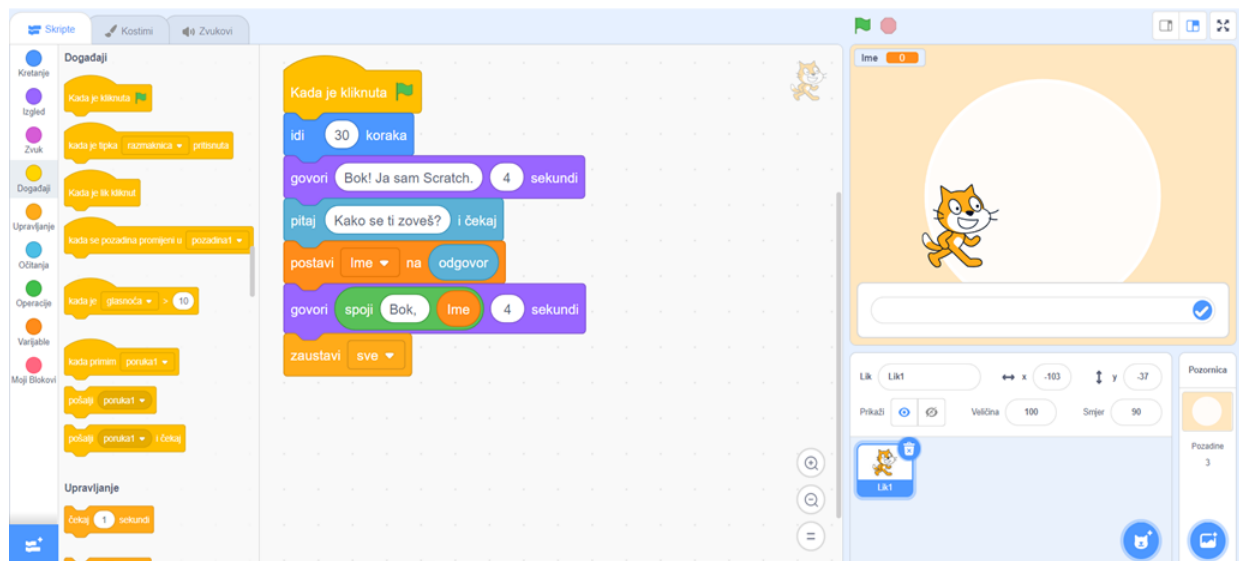 Skripte
Kostimi
Zvukovi
Kretanje
Izgled
Zvuk
Događaji
Upravljanje
Očitanja
Operacije
Varijable
Moji Blokovi
Događaji
Kada je kliknuta
kada je tipka razmaknica pritisnuta
Kada je lik kliknut
kada se pozadina promijeni u pozadina1
kada je glasnoća > 10
kada primim poruka1
pošalji poruka1
pošalji poruka1 i čekaj
Upravljanje
čekaj 1 sekundi
Kada je kliknuta
idi 30 koraka
govori Bok! Ja sam Scratch. 4 sekundi
pitaj Kako se ti zoveš? i čekaj
postavi Ime na odgovor
govori spoji Bok, Ime 4 sekundi
zaustavi sve
Ime 0
Lik Lik1 x -103 y -37
Prikaži Veličina 100 Smjer 90
Lik1
Pozornica
Pozadine
3